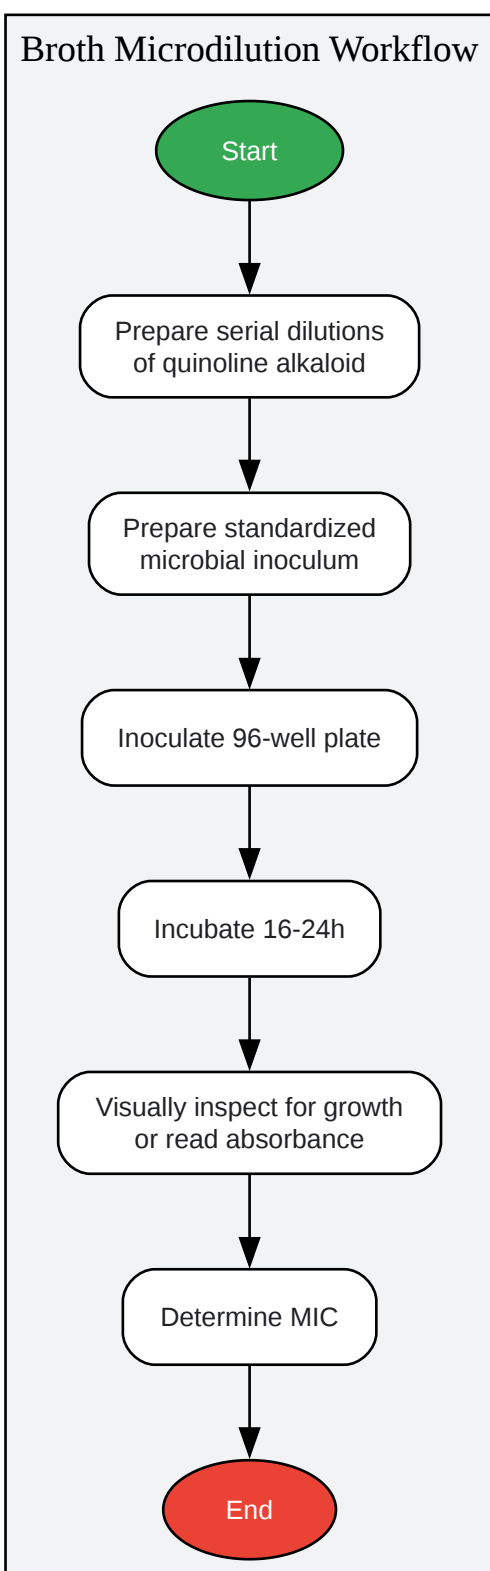 Broth Microdilution Workflow
Start
Prepare serial dilutions
of quinoline alkaloid
Prepare standardized
microbial inoculum
Inoculate 96-well plate
Incubate 16-24h
Visually inspect for growth
or read absorbance
Determine MIC
End